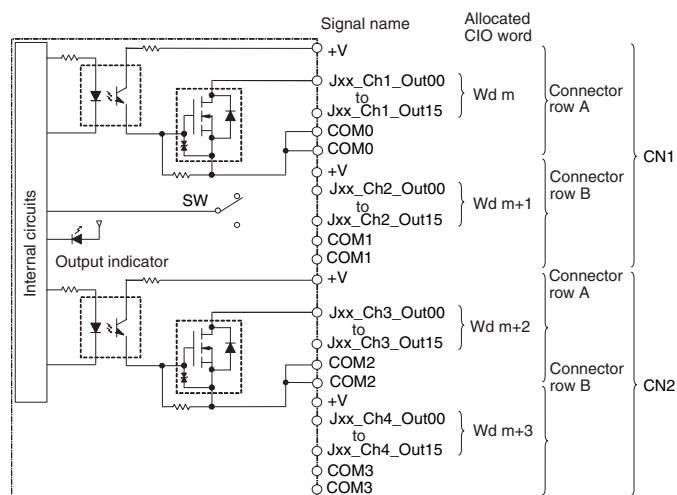 Signal name
Allocated
CIO word
+V
Jxx_Ch1_Out00
to
Jxx_Ch1_Out15
Wd m
COM0
COM0
Connector
row A
+V
Jxx_Ch2_Out00
to
Jxx_Ch2_Out15
Wd m+1
COM1
COM1
Connector
row B
CN1
SW
Internal circuits
Output indicator
+V
Jxx_Ch3_Out00
to
Jxx_Ch3_Out15
Wd m+2
COM2
COM2
Connector
row A
+V
Jxx_Ch4_Out00
to
Jxx_Ch4_Out15
Wd m+3
COM3
COM3
Connector
row B
CN2